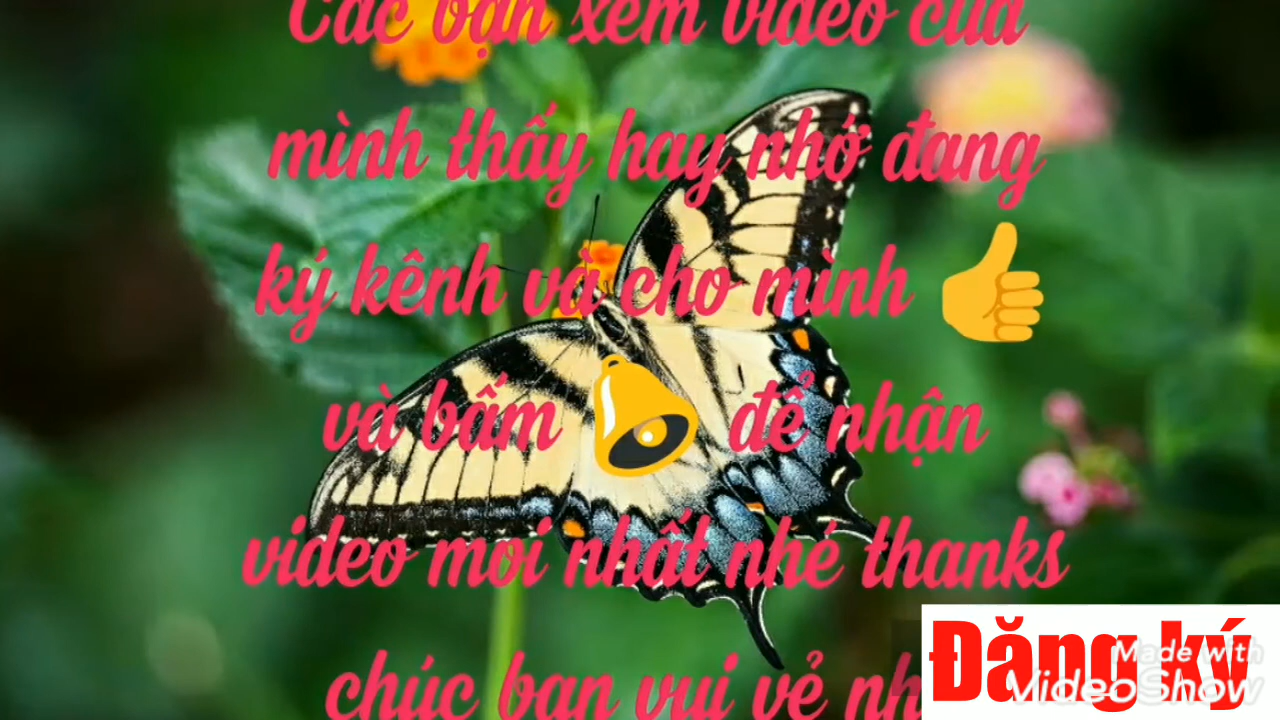 Các bạn xem video của
mình thấy hay nhớ đang
ký kênh và cho mình 👍
và bấm 🔔 để nhận
video mơi nhất nhé thanks
chúc bạn vui vẻ
Đăng ký
Made with
VideoShow